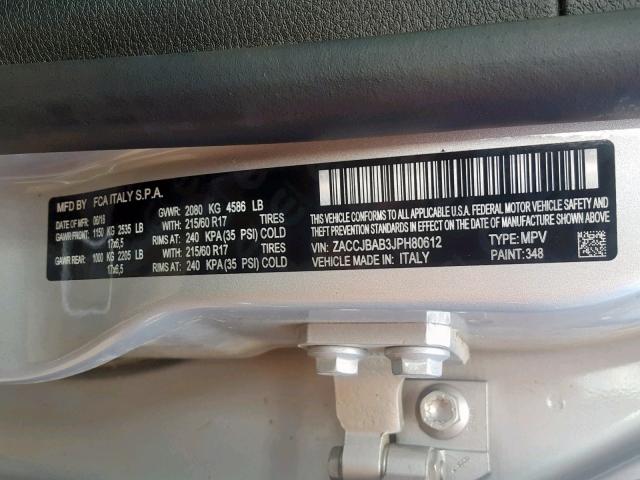 MFD BY FCA ITALY S.P.A.
DATE OF MFR: 06/18 GVWR: 2080 KG 4586 LB
GAWR FRONT: 1150 KG 2535 LB WITH: 215/60 R17 TIRES
17x6,5 RIMS AT: 240 KPA (35 PSI) COLD
GAWR REAR: 1000 KG 2205 LB WITH: 215/60 R17 TIRES
17x6,5 RIMS AT: 240 KPA (35 PSI) COLD
THIS VEHICLE CONFORMS TO ALL APPLICABLE U.S.A. FEDERAL MOTOR VEHICLE SAFETY AND
THEFT PREVENTION STANDARDS IN EFFECT ON THE DATE OF MANUFACTURE SHOWN ABOVE
VIN: ZACCJBAB3JPH80612 TYPE: MPV
VEHICLE MADE IN: ITALY PAINT: 348